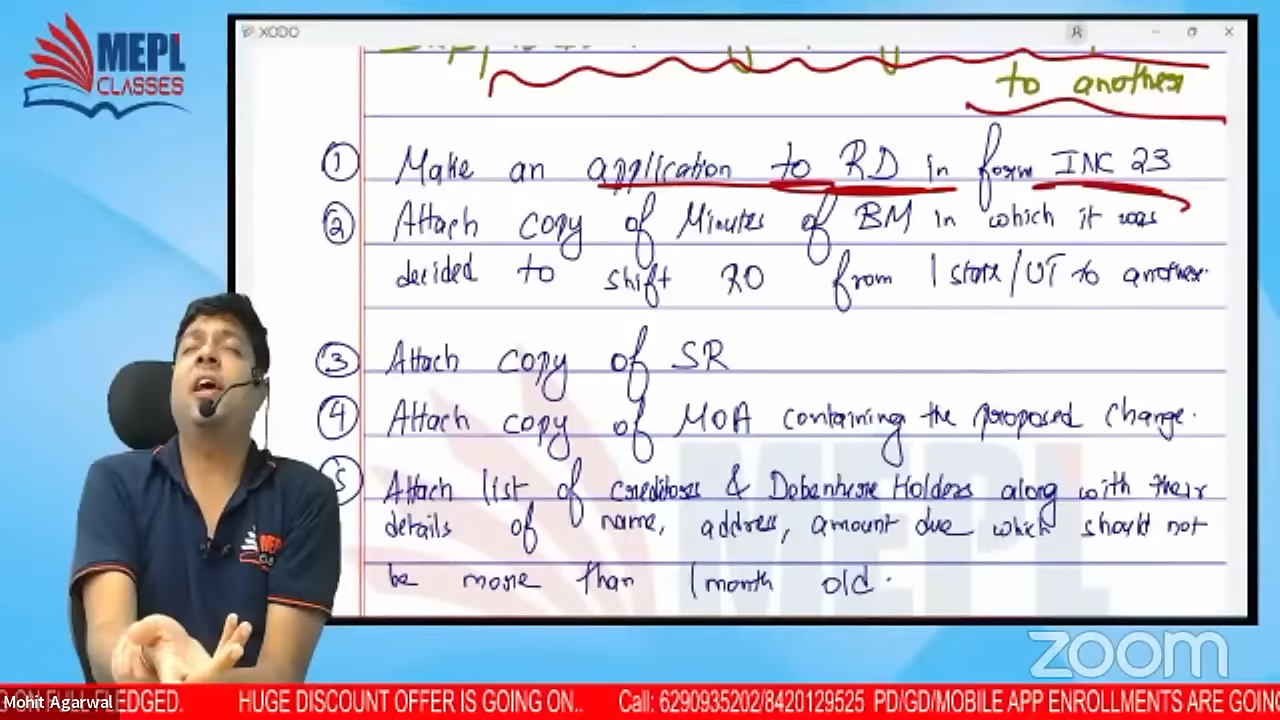 MEPL
CLASSES
XODO
to another
① Make an application to RD in form INC 23
② Attach copy of Minutes of BM in which it was
decided to shift RO from 1 state/UT to another.
③ Attach copy of SR
④ Attach copy of MOA containing the proposed change.
5 Attach list of creditors & Debenture Holders along with their
details of name, address, amount due which should not
be more than 1 month old.
MEPL
zoom
Mohit Agarwal
ON FULL FLEDGED. HUGE DISCOUNT OFFER IS GOING ON.. Call: 6290935202/8420129525 PD/GD/MOBILE APP ENROLLMENTS ARE GOING